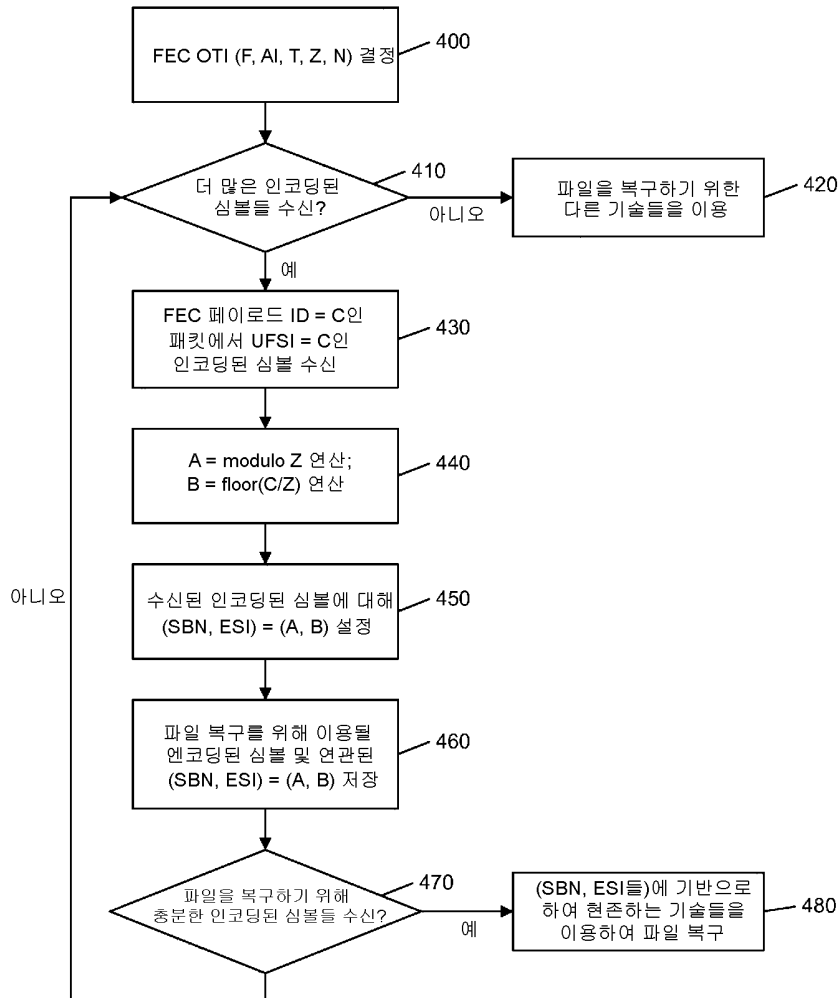 FEC OTI (F, AI, T, Z, N) 결정
400
더 많은 인코딩된
심볼들 수신?
410
아니오
파일을 복구하기 위한
다른 기술들을 이용
420
예
FEC 페이로드 ID = C인
패킷에서 UFSI = C인
인코딩된 심볼 수신
430
A = modulo Z 연산;
B = floor(C/Z) 연산
440
아니오
수신된 인코딩된 심볼에 대해
(SBN, ESI) = (A, B) 설정
450
파일 복구를 위해 이용될
엔코딩된 심볼 및 연관된
(SBN, ESI) = (A, B) 저장
460
파일을 복구하기 위해
충분한 인코딩된 심볼들 수신?
470
예
(SBN, ESI들)에 기반으로
하여 현존하는 기술들을
이용하여 파일 복구
480